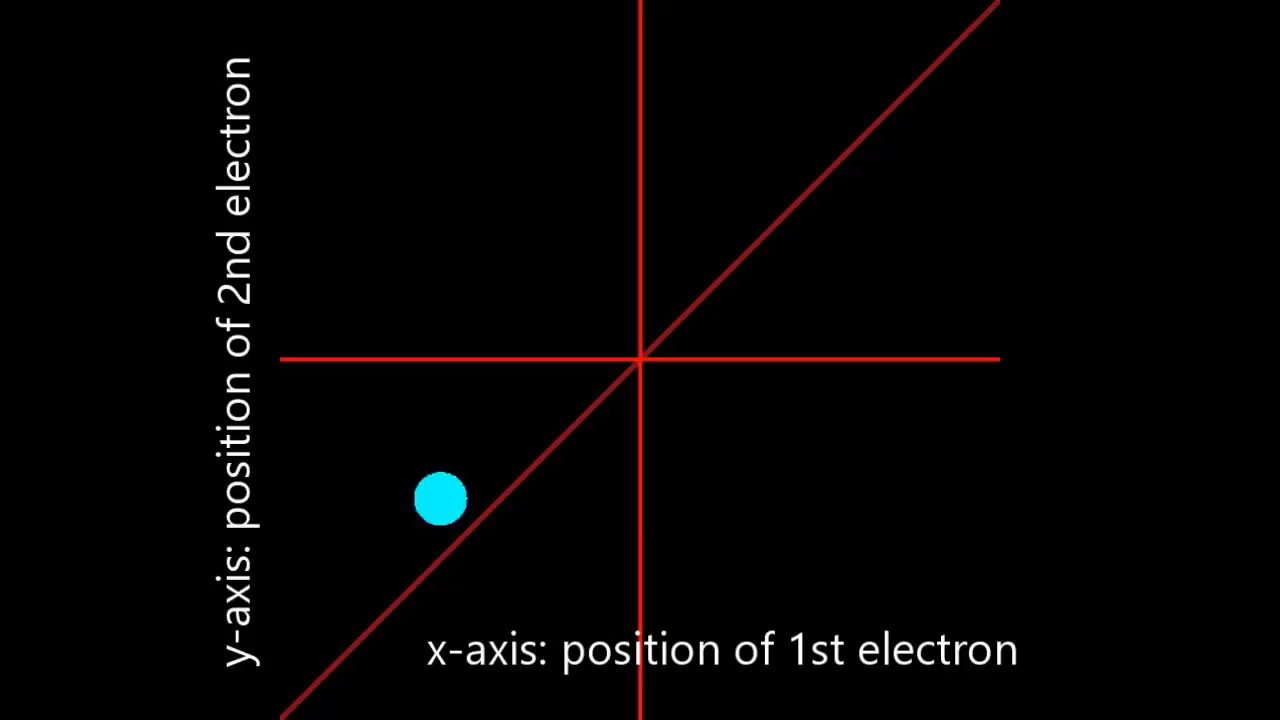 y-axis: position of 2nd electron
x-axis: position of 1st electron